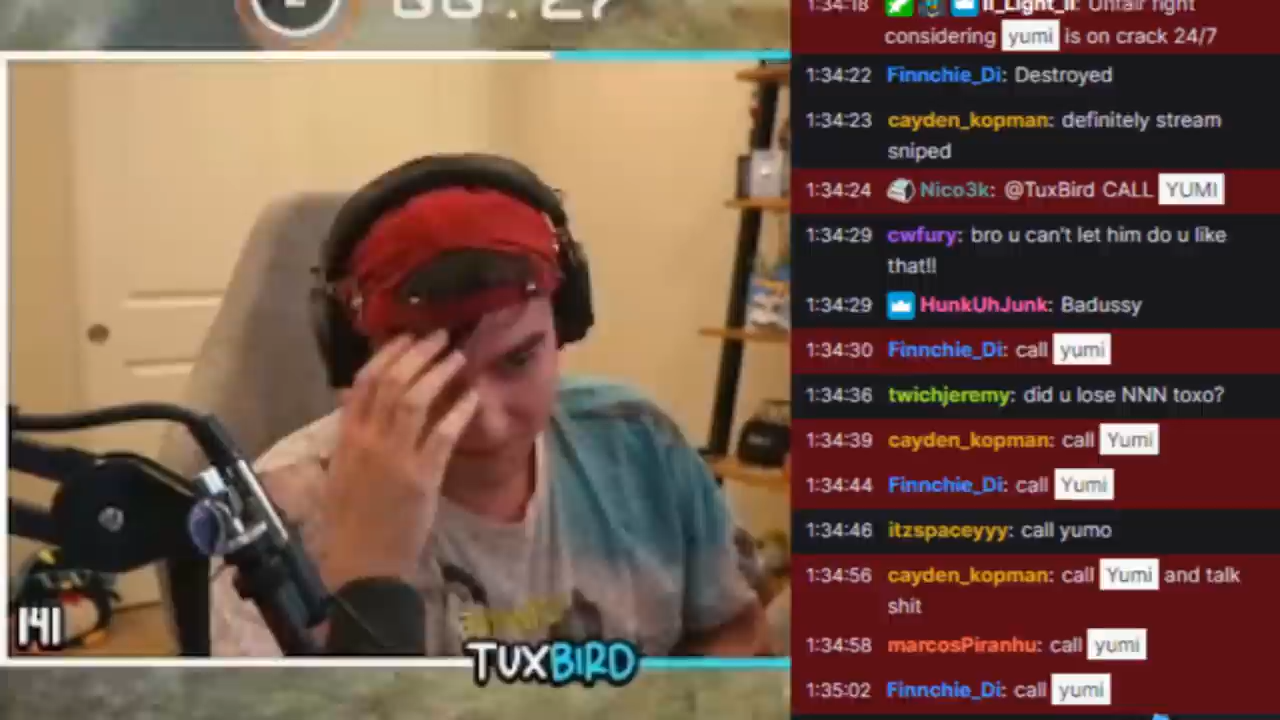 00:27
1:34:18 ll_Light_ll: Unfair fight
considering yumi is on crack 24/7
1:34:22 Finnchie_Di: Destroyed
1:34:23 cayden_kopman: definitely stream
sniped
1:34:24 Nico3k: @TuxBird CALL YUMI
1:34:29 cwfury: bro u can't let him do u like
that!!
1:34:29 HunkUhJunk: Badussy
1:34:30 Finnchie_Di: call yumi
1:34:36 twichjeremy: did u lose NNN toxo?
1:34:39 cayden_kopman: call Yumi
1:34:44 Finnchie_Di: call Yumi
1:34:46 itzspaceyyy: call yumo
1:34:56 cayden_kopman: call Yumi and talk
shit
1:34:58 marcosPiranhu: call yumi
1:35:02 Finnchie_Di: call yumi
141
TUXBIRD